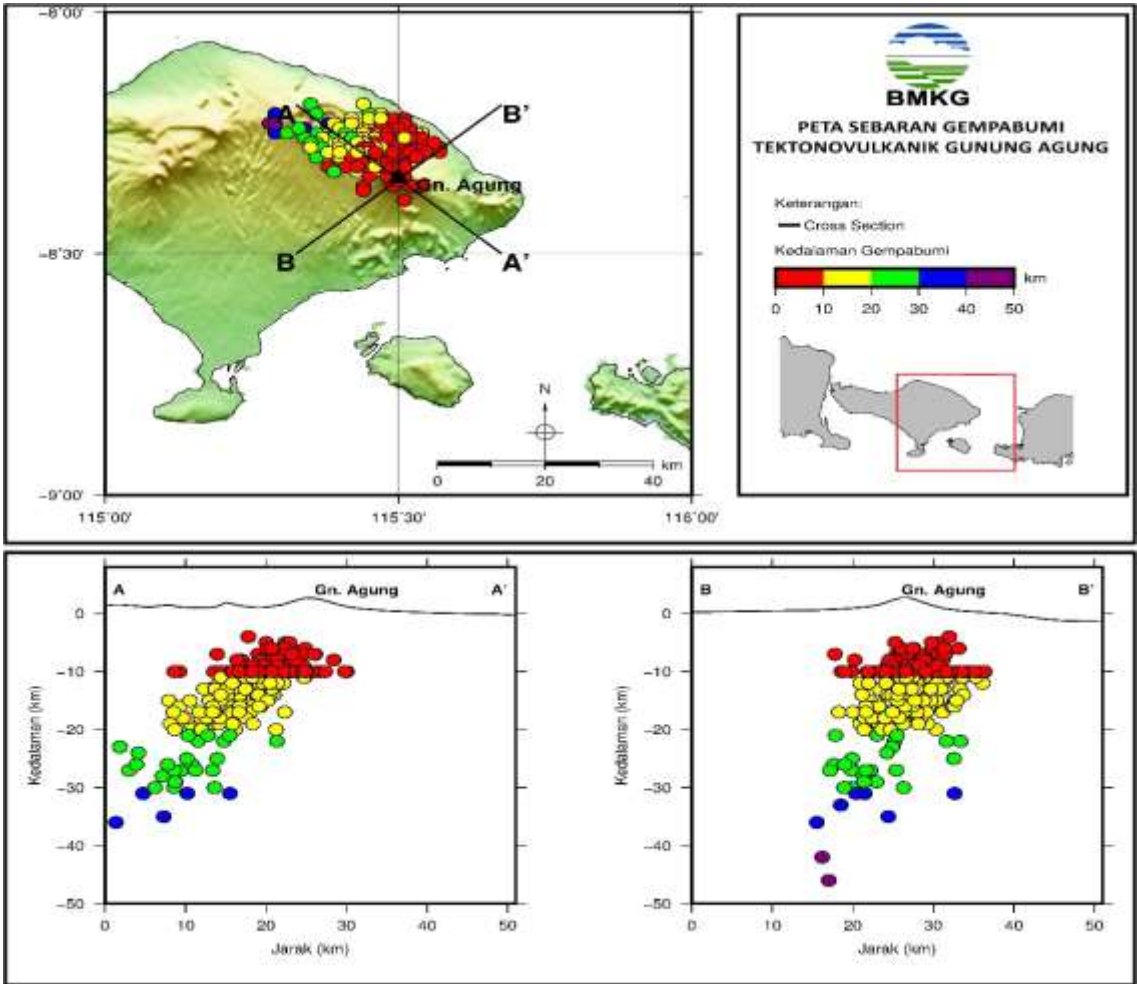 -8°00'
-8°30'
-9°00'
115°00'
115°30'
116°00'
A
B'
Gn. Agung
B
A'
N
km
0 20 40
BMKG
PETA SEBARAN GEMPABUMI
TEKTONOVULKANIK GUNUNG AGUNG
Keterangan:
Cross Section
Kedalaman Gempabumi
km
0 10 20 30 40 50
A Gn. Agung A'
Kedalaman (km)
0
-10
-20
-30
-40
-50
0 10 20 30 40 50
Jarak (km)
B Gn. Agung B'
Kedalaman (km)
0
-10
-20
-30
-40
-50
0 10 20 30 40 50
Jarak (km)